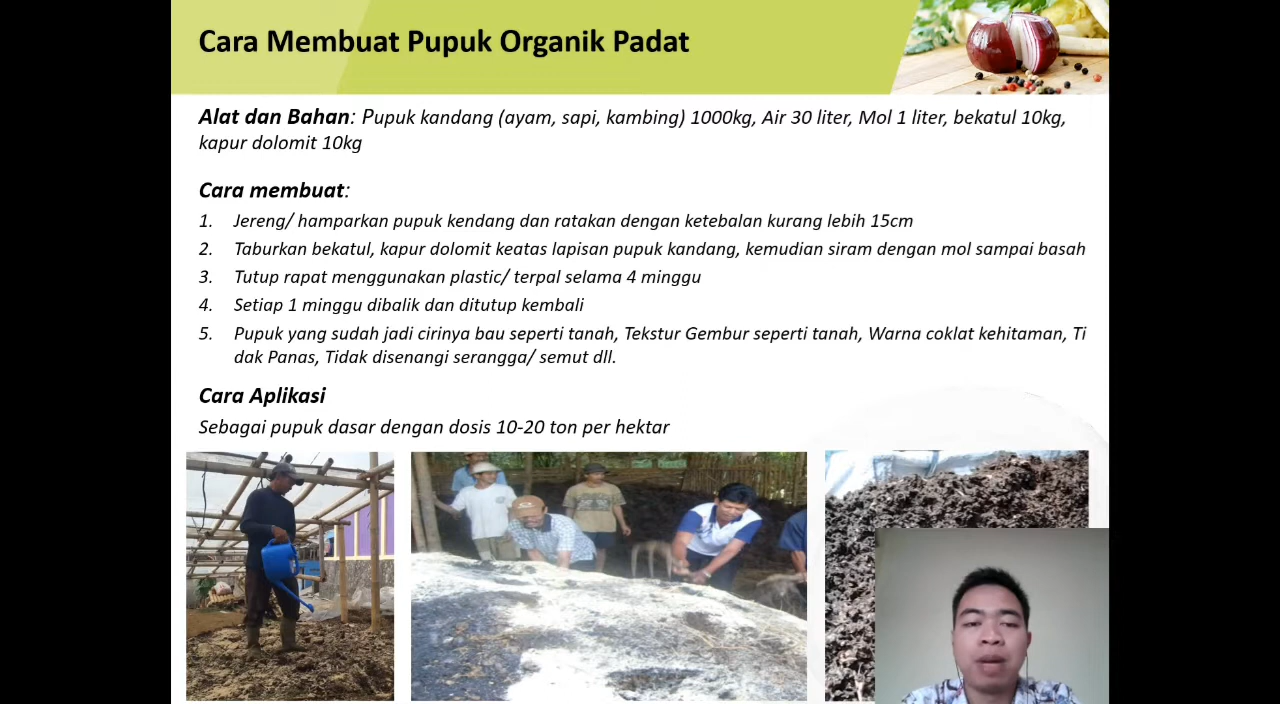 Cara Membuat Pupuk Organik Padat
Alat dan Bahan: Pupuk kandang (ayam, sapi, kambing) 1000kg, Air 30 liter, Mol 1 liter, bekatul 10kg,
kapur dolomit 10kg
Cara membuat:
1. Jereng/ hamparkan pupuk kendang dan ratakan dengan ketebalan kurang lebih 15cm
2. Taburkan bekatul, kapur dolomit keatas lapisan pupuk kandang, kemudian siram dengan mol sampai basah
3. Tutup rapat menggunakan plastic/ terpal selama 4 minggu
4. Setiap 1 minggu dibalik dan ditutup kembali
5. Pupuk yang sudah jadi cirinya bau seperti tanah, Tekstur Gembur seperti tanah, Warna coklat kehitaman, Ti
dak Panas, Tidak disenangi serangga/ semut dll.
Cara Aplikasi
Sebagai pupuk dasar dengan dosis 10-20 ton per hektar